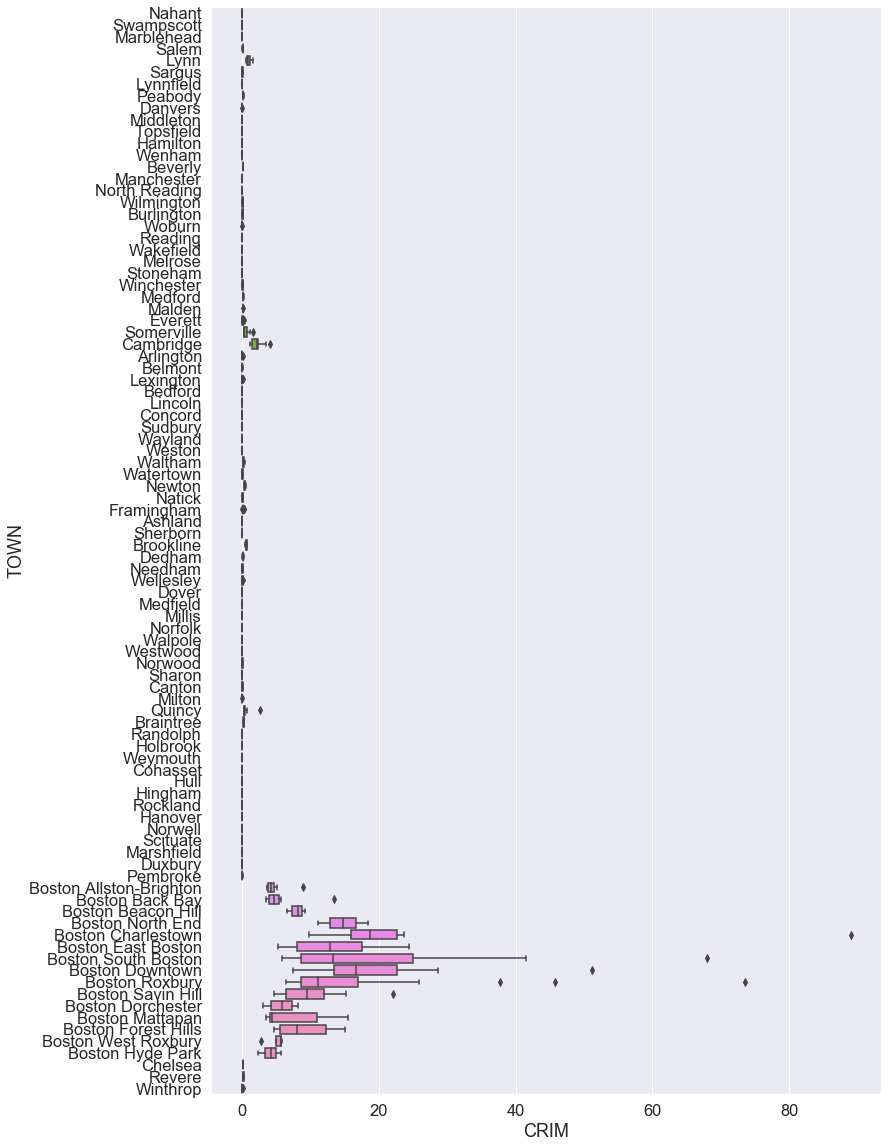 Nahant
Swampscott
Marblehead
Salem
Lynn
Sargus
Lynnfield
Peabody
Danvers
Middleton
Topsfield
Hamilton
Wenham
Beverly
Manchester
North Reading
Wilmington
Burlington
Woburn
Reading
Wakefield
Melrose
Stoneham
Winchester
Medford
Malden
Everett
Somerville
Cambridge
Arlington
Belmont
Lexington
Bedford
Lincoln
Concord
Sudbury
Wayland
Weston
Waltham
Watertown
Newton
Natick
Framingham
Ashland
Sherborn
Brookline
Dedham
Needham
Wellesley
Dover
Medfield
Millis
Norfolk
Walpole
Westwood
Norwood
Sharon
Canton
Milton
Quincy
Braintree
Randolph
Holbrook
Weymouth
Cohasset
Hull
Hingham
Rockland
Hanover
Norwell
Scituate
Marshfield
Duxbury
Pembroke
Boston Allston-Brighton
Boston Back Bay
Boston Beacon Hill
Boston North End
Boston Charlestown
Boston East Boston
Boston South Boston
Boston Downtown
Boston Roxbury
Boston Savin Hill
Boston Dorchester
Boston Mattapan
Boston Forest Hills
Boston West Roxbury
Boston Hyde Park
Chelsea
Revere
Winthrop
TOWN
0 20 40 60 80
CRIM